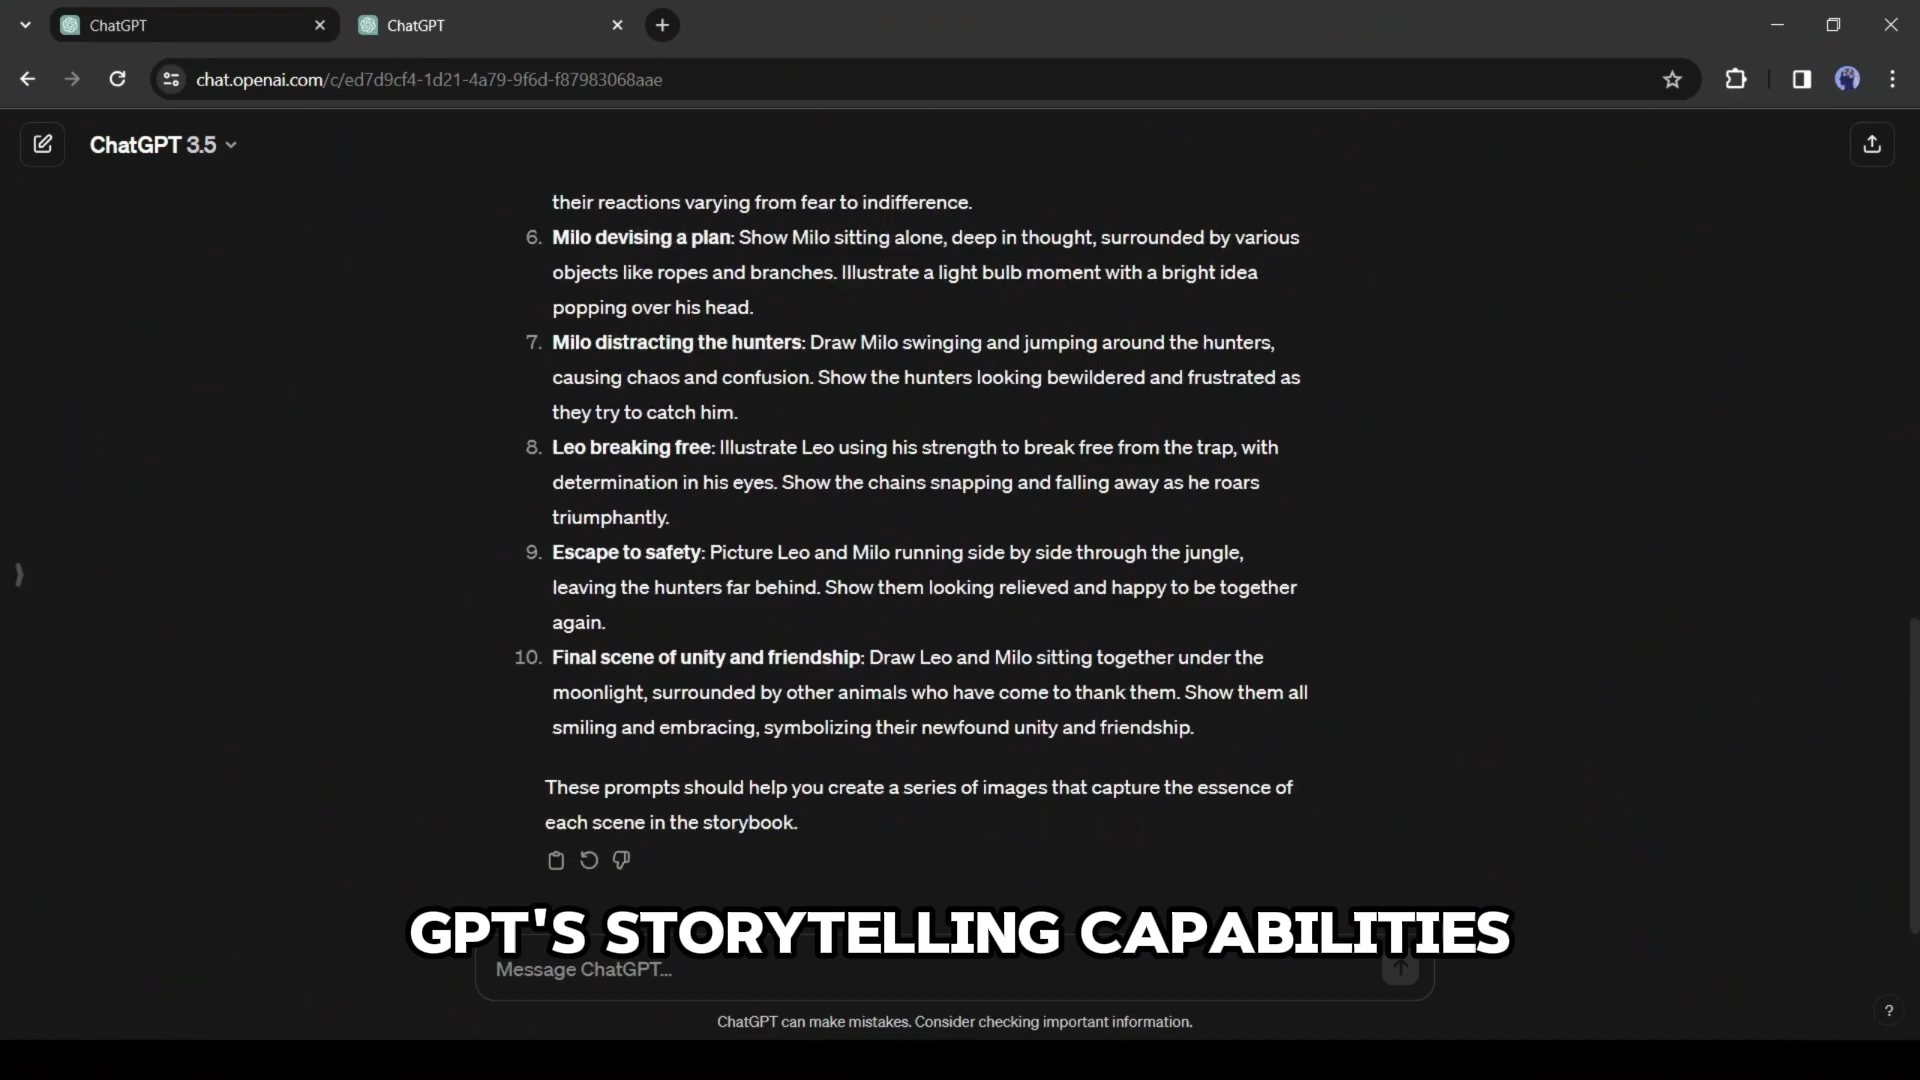 ChatGPT
ChatGPT
chat.openai.com/c/ed7d9cf4-1d21-4a79-9f6d-f87983068aae
ChatGPT 3.5
their reactions varying from fear to indifference.
6. Milo devising a plan: Show Milo sitting alone, deep in thought, surrounded by various
objects like ropes and branches. Illustrate a light bulb moment with a bright idea
popping over his head.
7. Milo distracting the hunters: Draw Milo swinging and jumping around the hunters,
causing chaos and confusion. Show the hunters looking bewildered and frustrated as
they try to catch him.
8. Leo breaking free: Illustrate Leo using his strength to break free from the trap, with
determination in his eyes. Show the chains snapping and falling away as he roars
triumphantly.
9. Escape to safety: Picture Leo and Milo running side by side through the jungle,
leaving the hunters far behind. Show them looking relieved and happy to be together
again.
10. Final scene of unity and friendship: Draw Leo and Milo sitting together under the
moonlight, surrounded by other animals who have come to thank them. Show them all
smiling and embracing, symbolizing their newfound unity and friendship.
These prompts should help you create a series of images that capture the essence of
each scene in the storybook.
GPT'S STORYTELLING CAPABILITIES
Message ChatGPT...
ChatGPT can make mistakes. Consider checking important information.
?